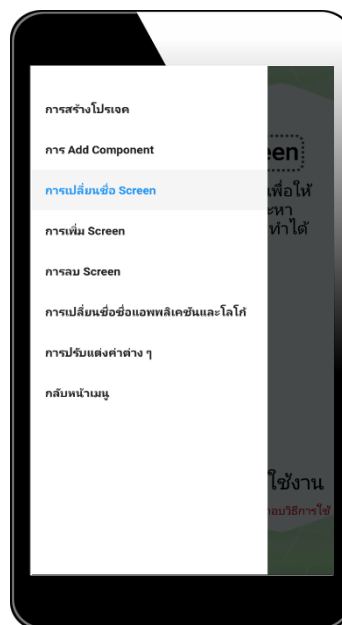 การสร้างโปรเจค
การ Add Component
การเปลี่ยนชื่อ Screen
การเพิ่ม Screen
การลบ Screen
การเปลี่ยนชื่อชื่อแอพพลิเคชันและโลโก้
การปรับแต่งค่าต่าง ๆ
กลับหน้าเมนู
een
เพื่อให้
ทำได้
ใช้งาน